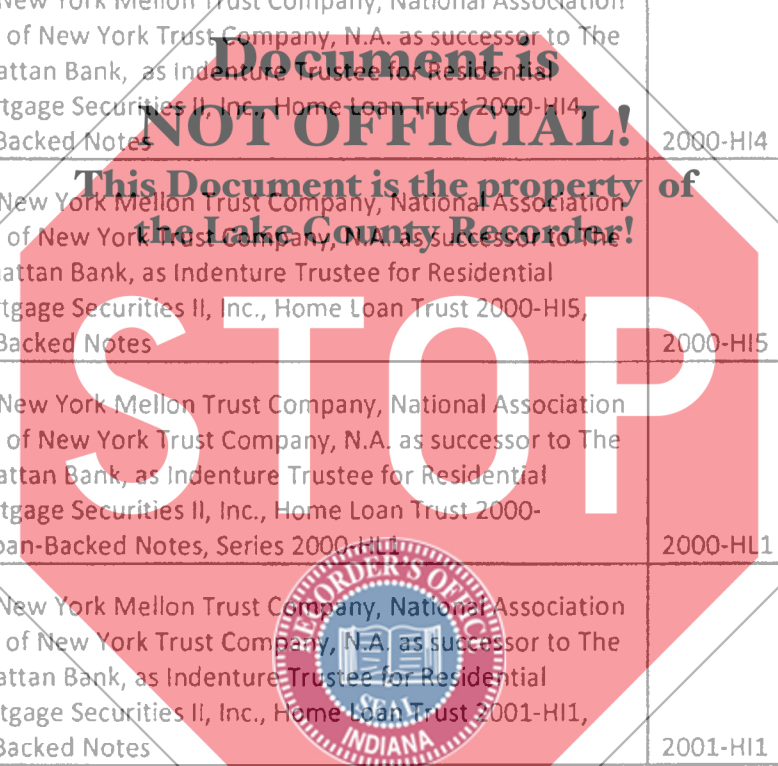 New York Mellon Trust Company, National Association
of New York Trust Company, N.A. as successor to The
attan Bank, as Indenture Trustee for Residential
tgage Securities II, Inc., Home Loan Trust 2000-HI4,
Backed Notes
2000-HI4
Document is
NOT OFFICIAL!
This Document is the property of
the Lake County Recorder!
New York Mellon Trust Company, National Association
of New York Trust Company, N.A. as successor to The
attan Bank, as Indenture Trustee for Residential
tgage Securities II, Inc., Home Loan Trust 2000-HI5,
Backed Notes
2000-HI5
STOP
New York Mellon Trust Company, National Association
of New York Trust Company, N.A. as successor to The
attan Bank, as Indenture Trustee for Residential
tgage Securities II, Inc., Home Loan Trust 2000-
oan-Backed Notes, Series 2000-HL1
2000-HL1
New York Mellon Trust Company, National Association
of New York Trust Company, N.A. as successor to The
attan Bank, as Indenture Trustee for Residential
tgage Securities II, Inc., Home Loan Trust 2001-HI1,
Backed Notes
2001-HI1
RECORDER'S OFFICE
SEAL
INDIANA